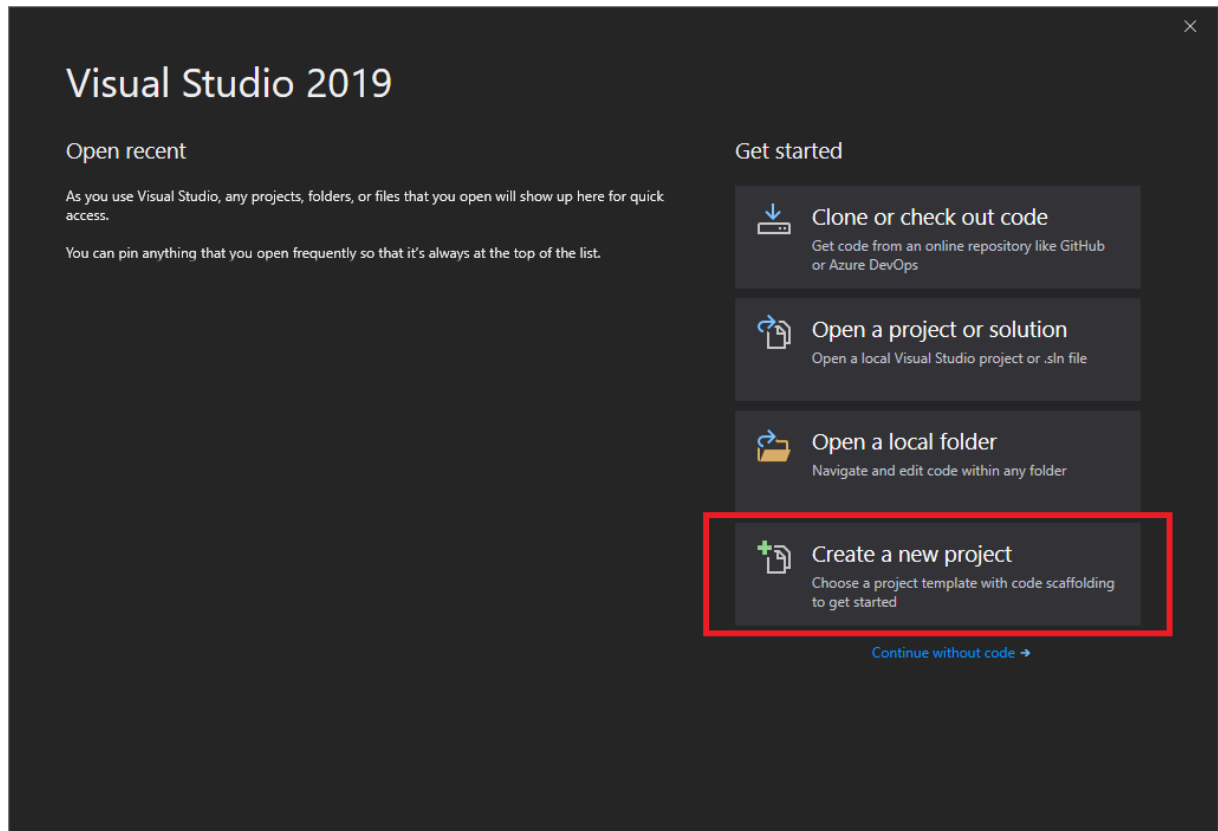 Visual Studio 2019
Open recent
As you use Visual Studio, any projects, folders, or files that you open will show up here for quick
access.
You can pin anything that you open frequently so that it's always at the top of the list.
Get started
Clone or check out code
Get code from an online repository like GitHub
or Azure DevOps
Open a project or solution
Open a local Visual Studio project or .sln file
Open a local folder
Navigate and edit code within any folder
Create a new project
Choose a project template with code scaffolding
to get started
Continue without code →